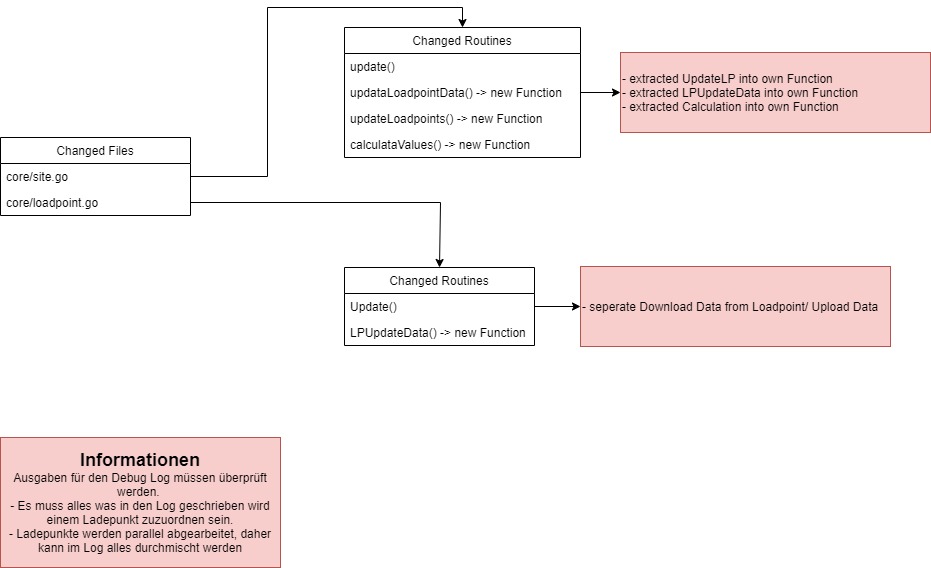 Changed Files
core/site.go
core/loadpoint.go
Changed Routines
update()
updataLoadpointData() -> new Function
updateLoadpoints() -> new Function
calculataValues() -> new Function
- extracted UpdateLP into own Function
- extracted LPUpdateData into own Function
- extracted Calculation into own Function
Changed Routines
Update()
LPUpdateData() -> new Function
- seperate Download Data from Loadpoint/ Upload Data
Informationen
Ausgaben für den Debug Log müssen überprüft
werden.
- Es muss alles was in den Log geschrieben wird
einem Ladepunkt zuzuordnen sein.
- Ladepunkte werden parallel abgearbeitet, daher
kann im Log alles durchmischt werden